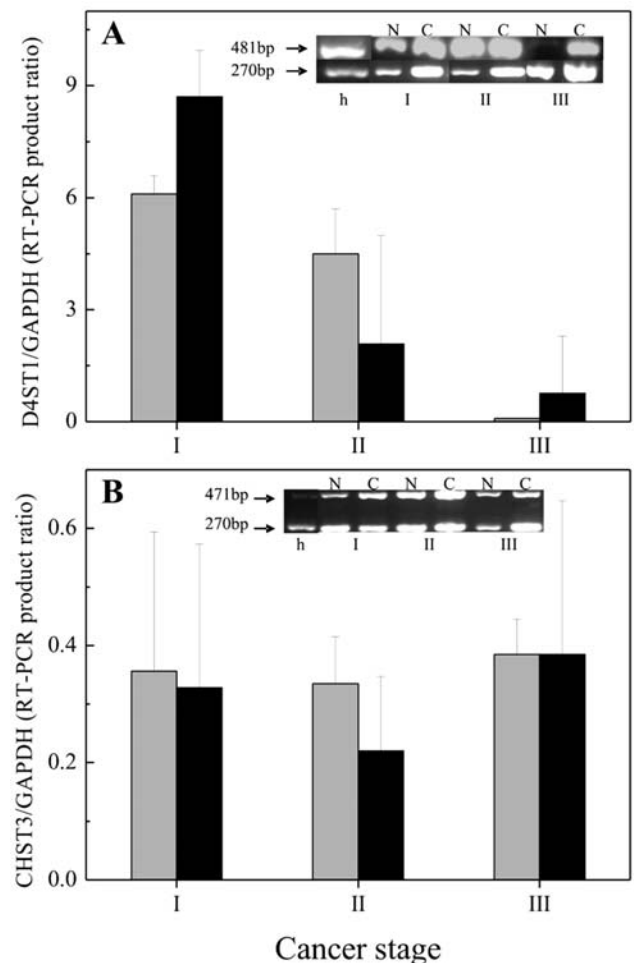 A
N C N C N C
481bp
270bp
h I II III
D4ST1/GAPDH (RT-PCR product ratio)
9
6
3
0
I II III
B
N C N C N C
471bp
270bp
h I II III
CHST3/GAPDH (RT-PCR product ratio)
0.6
0.4
0.2
0.0
I II III
Cancer stage